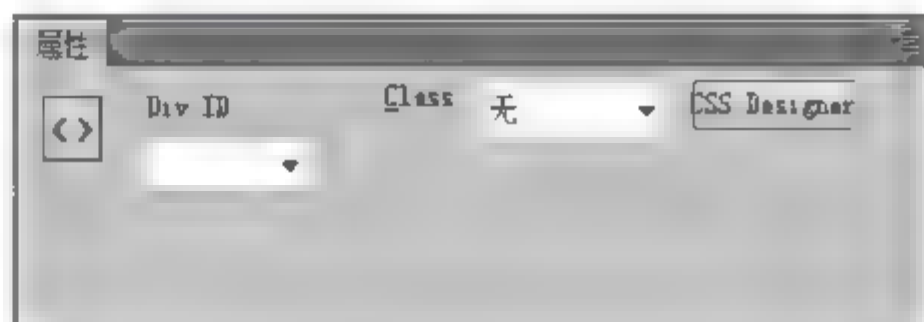 属性
Div ID Class 无 CSS Designer